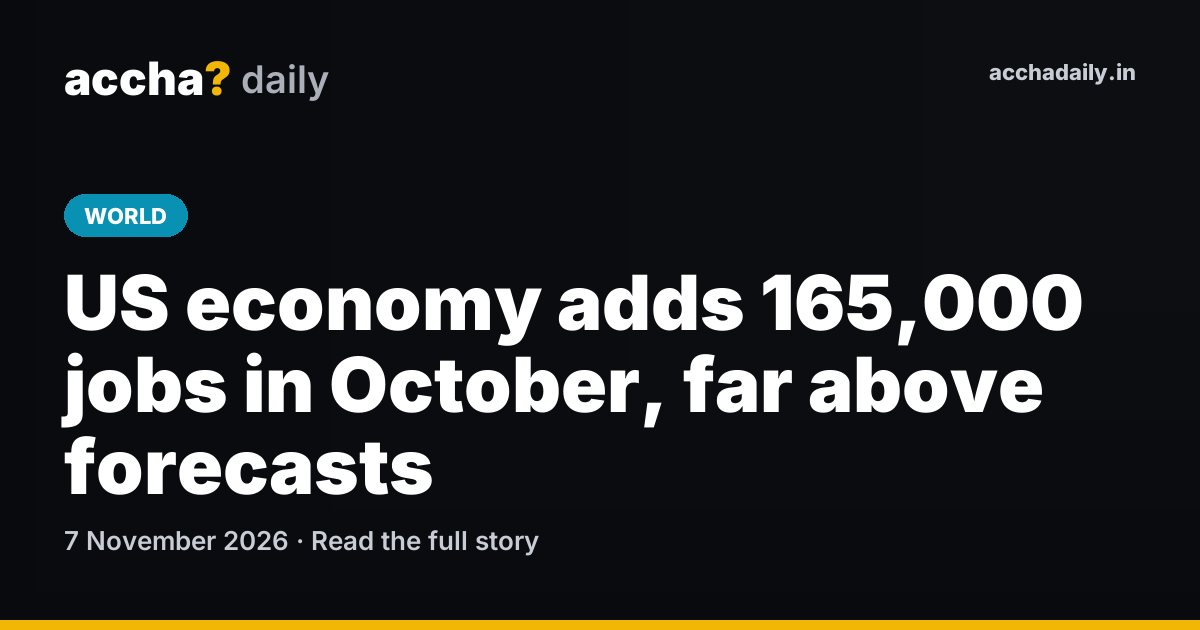 accha? daily
acchadaily.in
WORLD
US economy adds 165,000
jobs in October, far above
forecasts
7 November 2026 · Read the full story